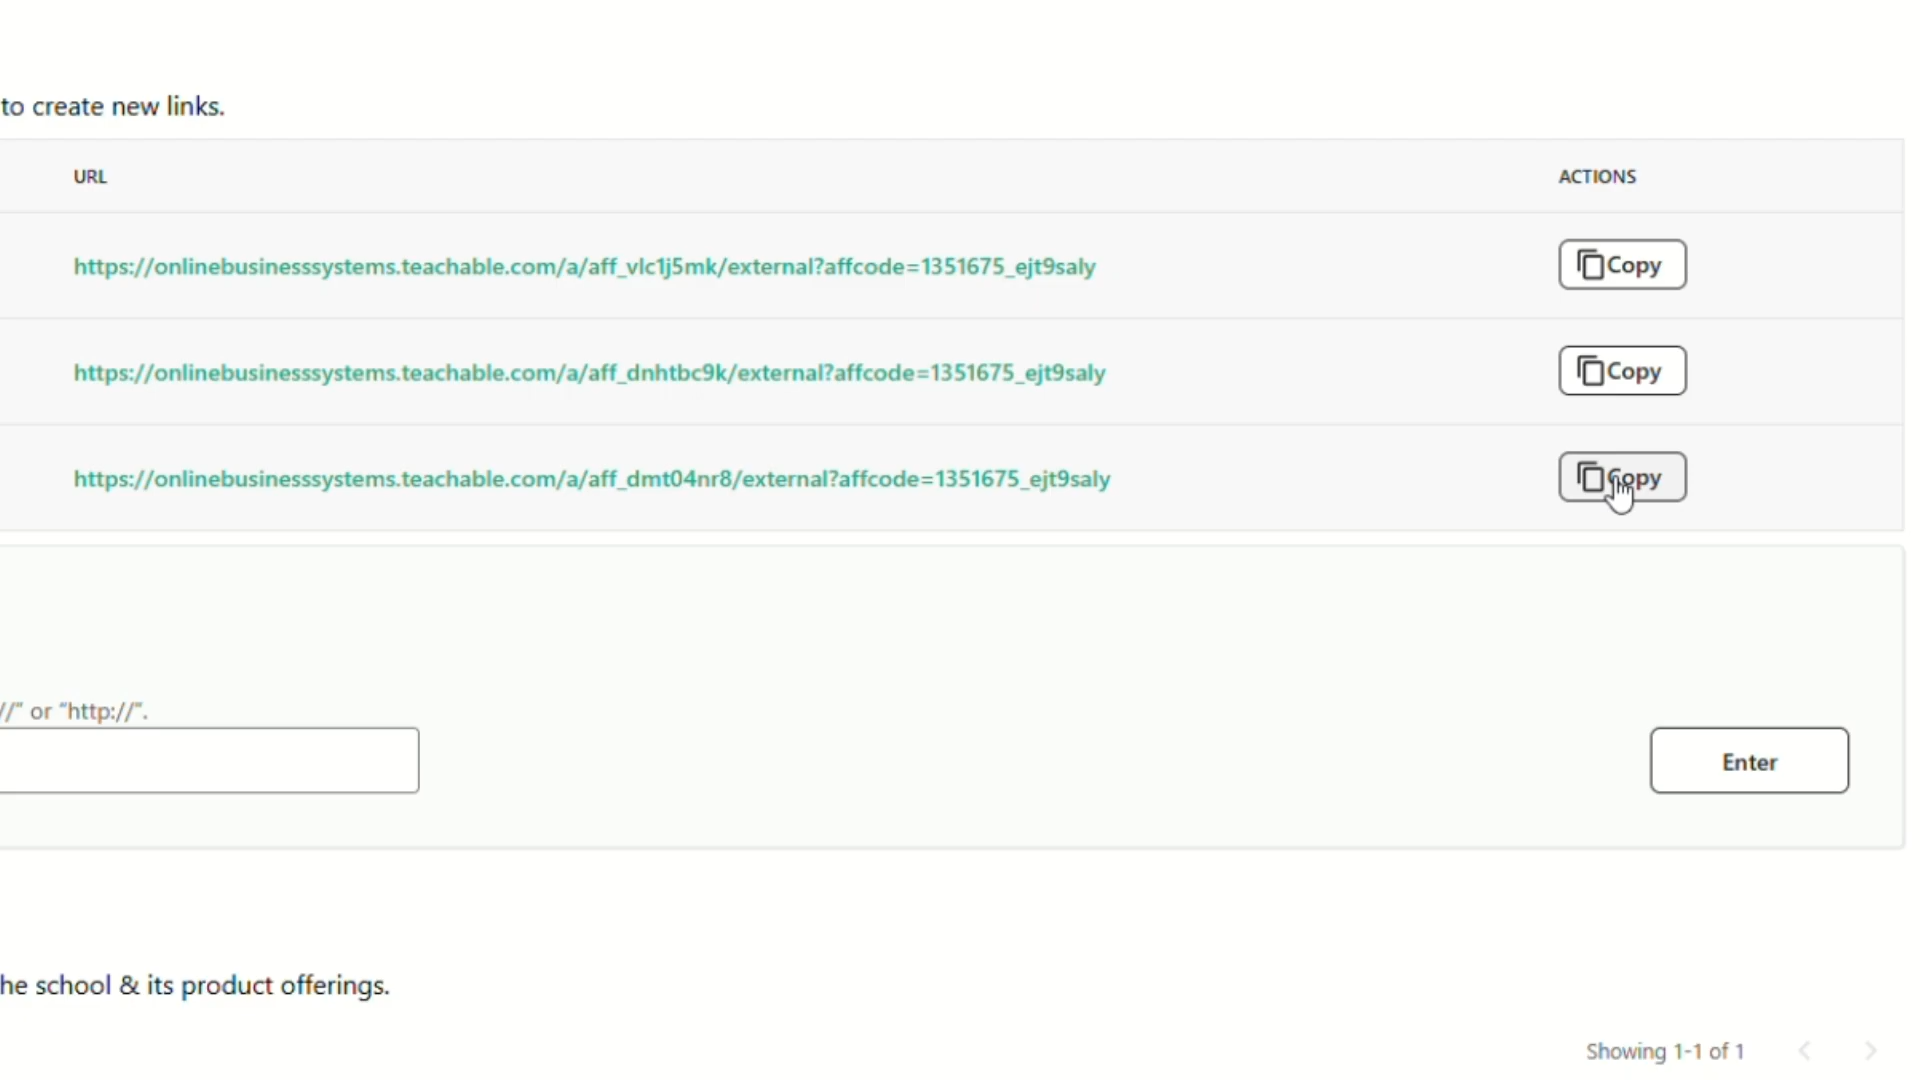 to create new links.
URL ACTIONS
https://onlinebusinesssystems.teachable.com/a/aff_vlc1j5mk/external?affcode=1351675_ejt9saly Copy
https://onlinebusinesssystems.teachable.com/a/aff_dnhtbc9k/external?affcode=1351675_ejt9saly Copy
https://onlinebusinesssystems.teachable.com/a/aff_dmt04nr8/external?affcode=1351675_ejt9saly Copy
//" or "http://".
Enter
he school & its product offerings.
Showing 1-1 of 1